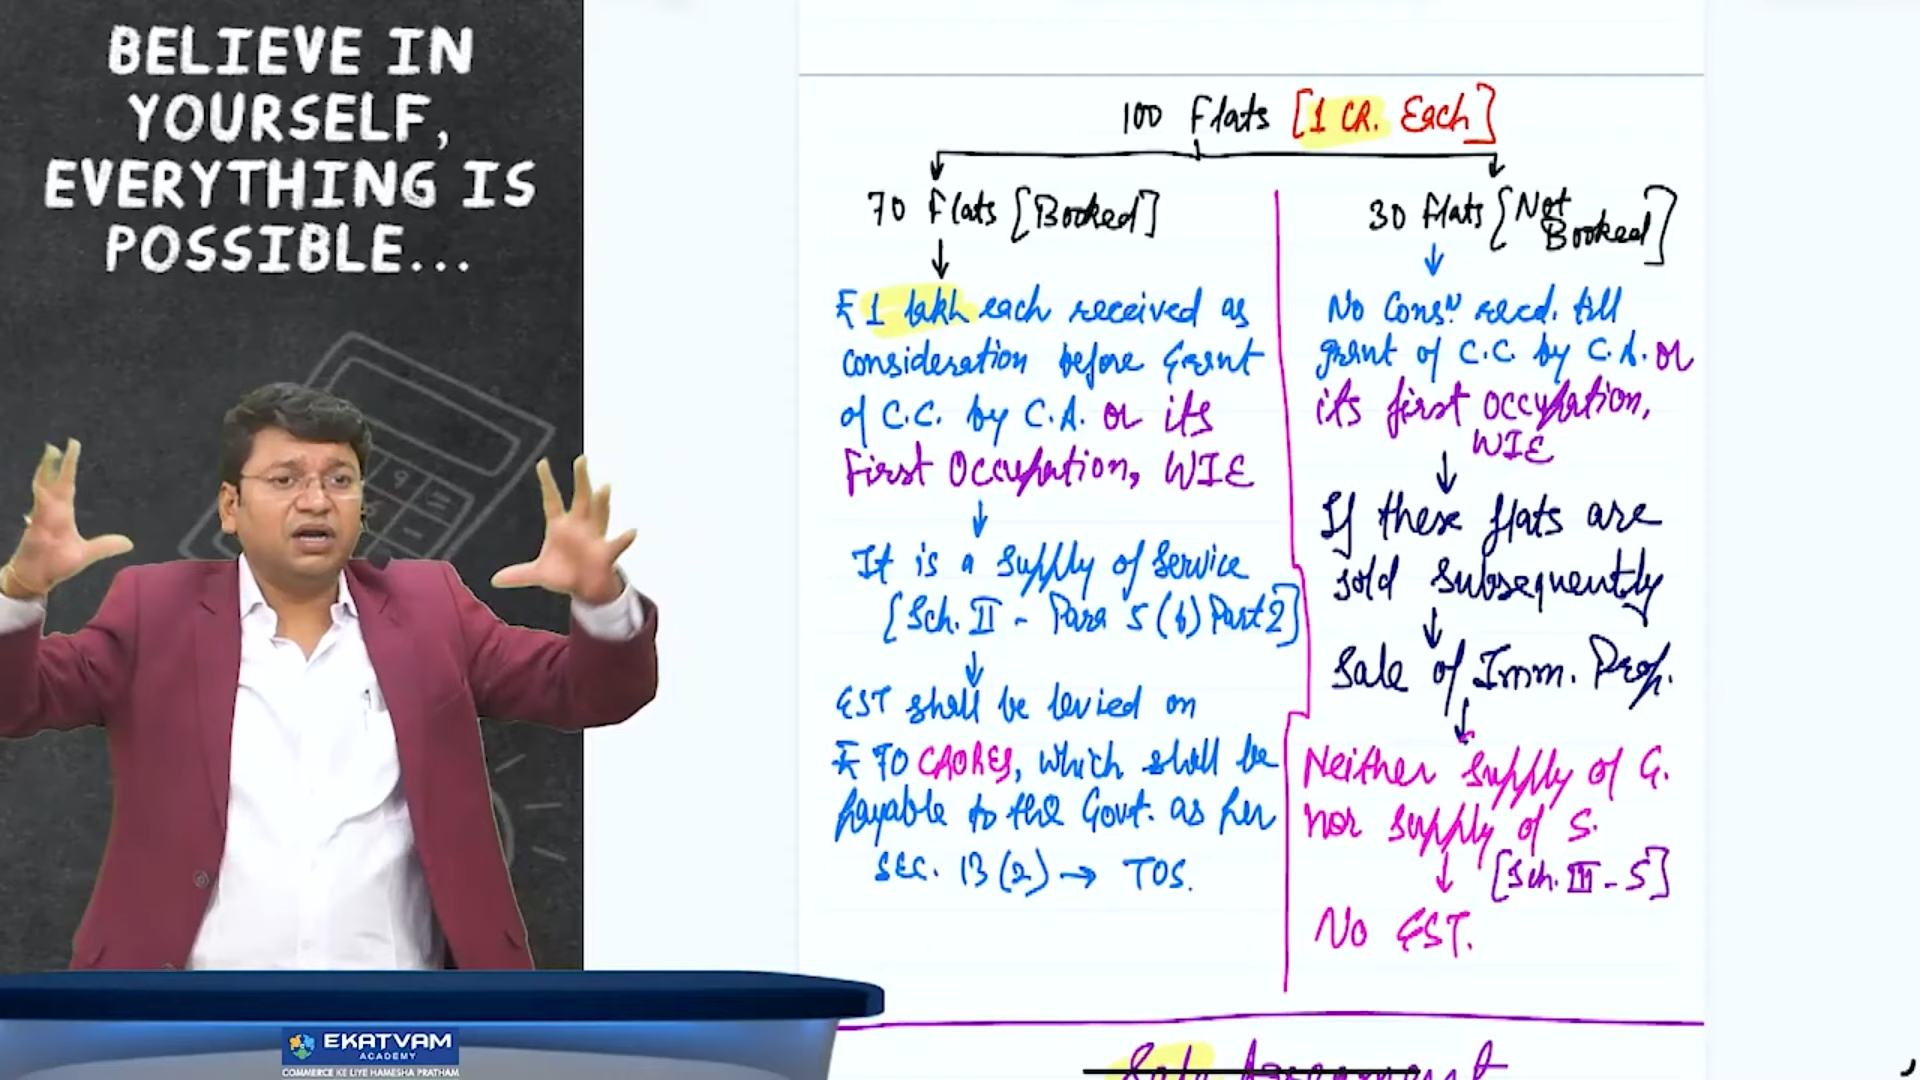 BELIEVE IN
YOURSELF,
EVERYTHING IS
POSSIBLE...
100 Flats [1 CR. Each]
70 Flats [Booked]
₹ 1 lakh each received as
consideration before Grant
of C.C. by C.A. or its
First Occupation, WIE
It is a Supply of Service
[Sch. II - Para 5(b) Part 2]
GST shall be levied on
₹ 70 CRORES, which shall be
payable to the Govt. as per
SEC. 13(2) → TOS.
30 Flats [Not
Booked]
No Consn. recd. till
grant of C.C. by C.A. or
its first occupation,
WIE
If these flats are
sold subsequently
Sale of Imm. Prop.
Neither Supply of G.
nor supply of S.
[Sch. III - 5]
No GST.
EKATVAM
ACADEMY
COMMERCE KE LIYE HAMESHA PRATHAM